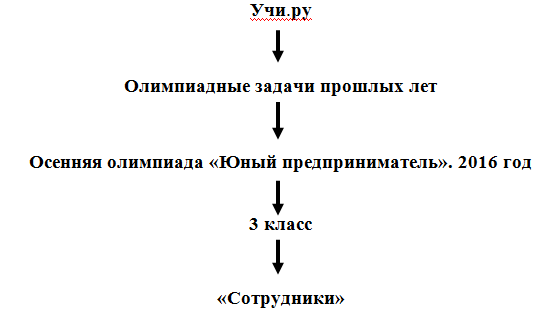 Учи.ру
Олимпиадные задачи прошлых лет
Осенняя олимпиада «Юный предприниматель». 2016 год
3 класс
«Сотрудники»